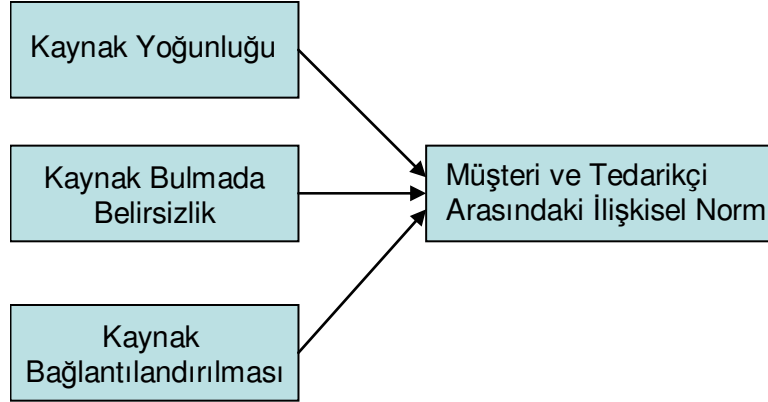 Kaynak Yoğunluğu
Kaynak Bulmada
Belirsizlik
Müşteri ve Tedarikçi
Arasındaki İlişkisel Norm
Kaynak
Bağlantılandırılması